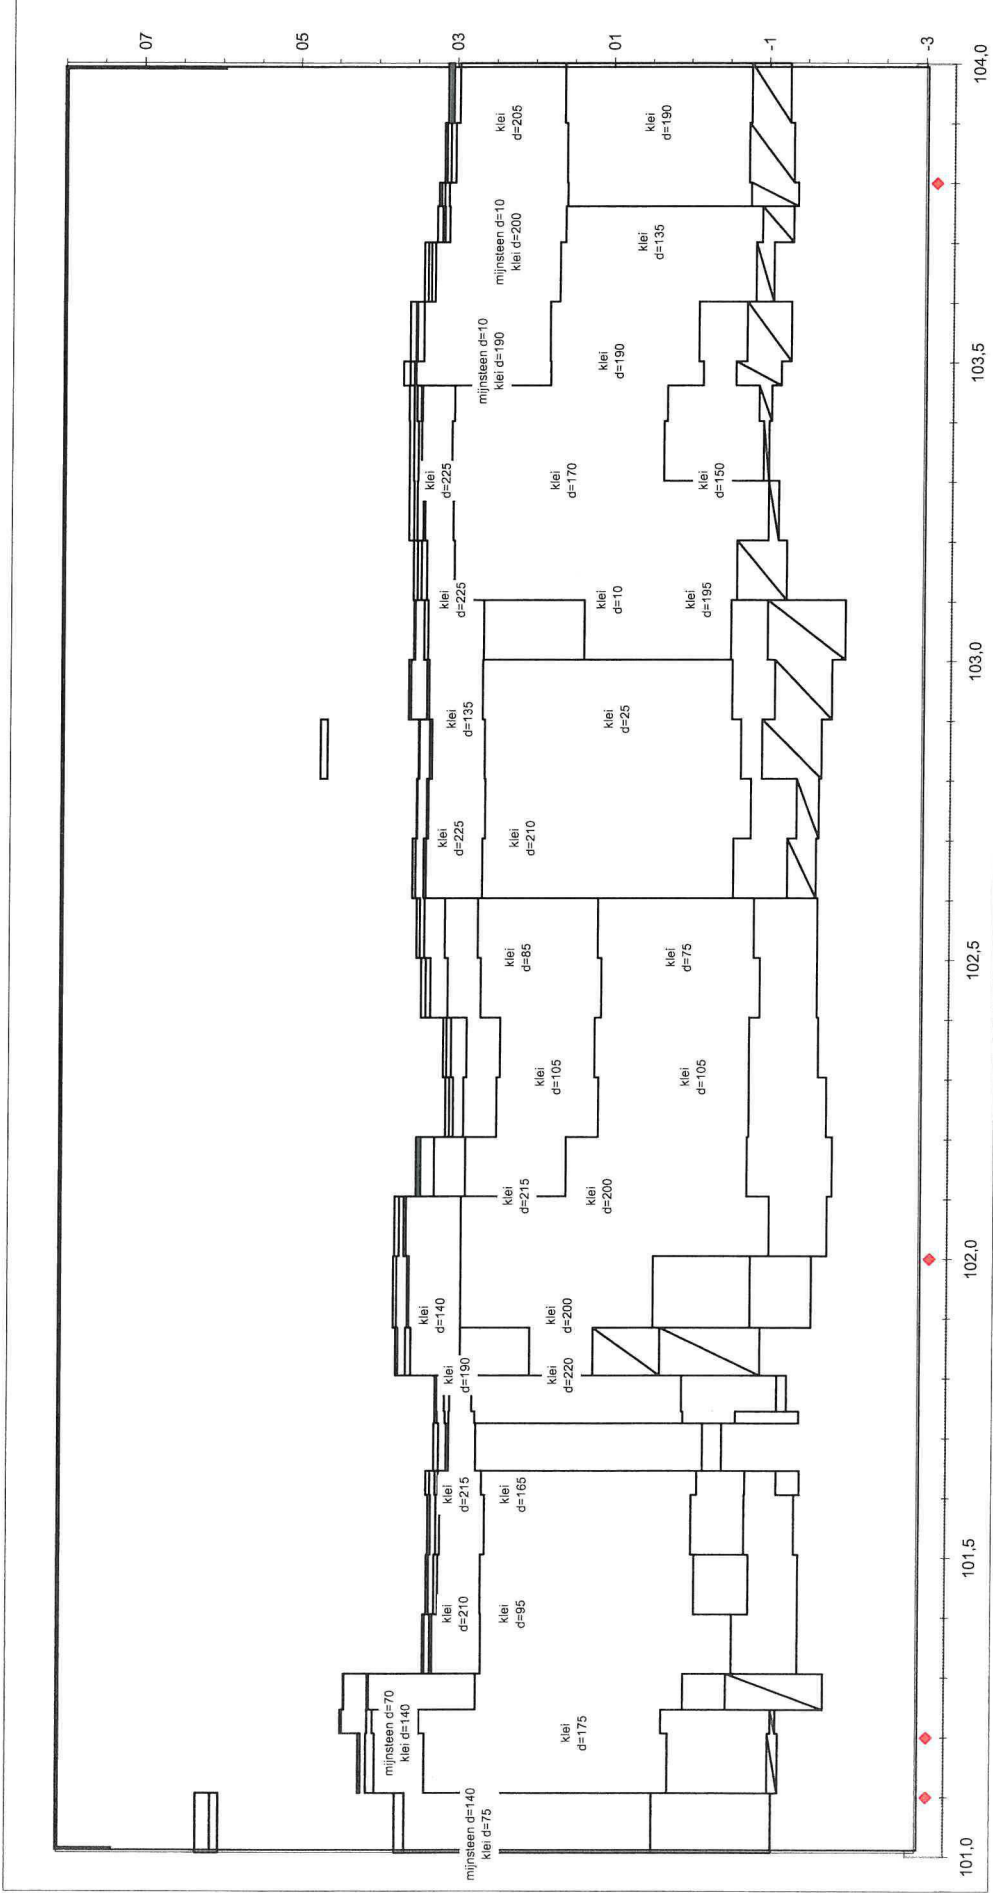 07
05
03
01
-1
-3
101,0
101,5
102,0
102,5
103,0
103,5
104,0
mijnsteen d=140
klei d=75
mijnsteen d=70
klei d=140
klei
d=175
klei
d=210
klei
d=95
klei
d=215
klei
d=165
klei
d=190
klei
d=220
klei
d=140
klei
d=200
klei
d=215
klei
d=200
klei
d=105
klei
d=105
klei
d=85
klei
d=75
klei
d=225
klei
d=210
klei
d=135
klei
d=25
klei
d=225
klei
d=10
klei
d=195
klei
d=225
klei
d=170
klei
d=150
mijnsteen d=10
klei d=190
klei
d=190
mijnsteen d=10
klei d=200
klei
d=135
klei
d=205
klei
d=190